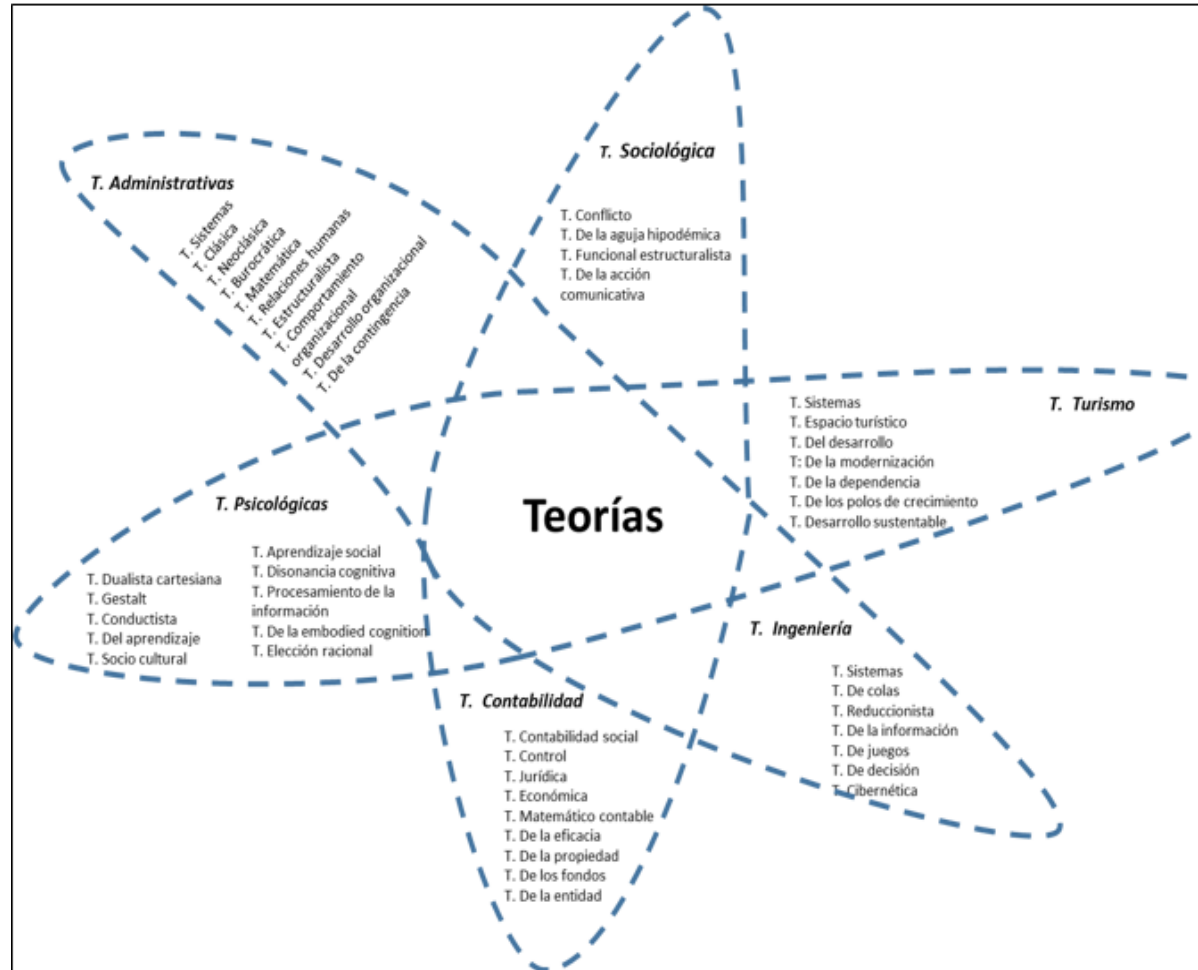 T. Administrativas
T. Sistemas
T. Clásica
T. Neoclásica
T. Burocrática
T. Matemática
T. Relaciones humanas
T. Estructuralista
T. Comportamiento
organizacional
T. Desarrollo organizacional
T. De la contingencia
T. Sociológica
T. Conflicto
T. De la aguja hipodémica
T. Funcional estructuralista
T. De la acción
comunicativa
T. Turismo
T. Sistemas
T. Espacio turístico
T. Del desarrollo
T: De la modernización
T. De la dependencia
T. De los polos de crecimiento
T. Desarrollo sustentable
Teorías
T. Psicológicas
T. Dualista cartesiana
T. Gestalt
T. Conductista
T. Del aprendizaje
T. Socio cultural
T. Aprendizaje social
T. Disonancia cognitiva
T. Procesamiento de la
información
T. De la embodied cognition
T. Elección racional
T. Ingeniería
T. Sistemas
T. De colas
T. Reduccionista
T. De la información
T. De juegos
T. De decisión
T. Cibernética
T. Contabilidad
T. Contabilidad social
T. Control
T. Jurídica
T. Económica
T. Matemático contable
T. De la eficacia
T. De la propiedad
T. De los fondos
T. De la entidad